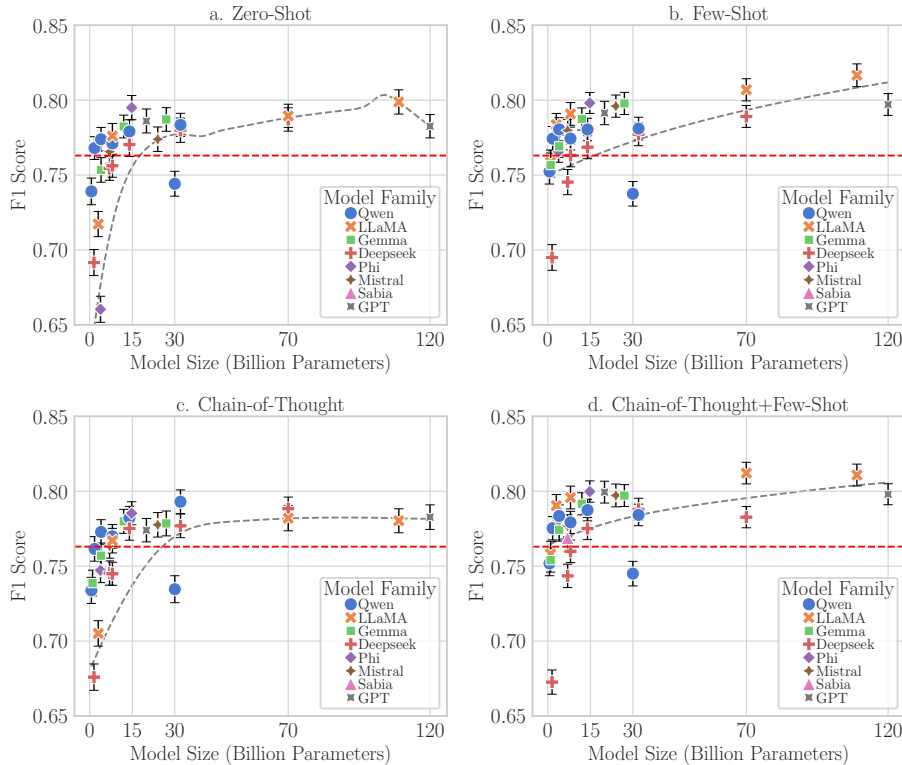 a. Zero-Shot
0.85
0.80
0.75
0.70
0.65
F1 Score
Model Family
Qwen
LLaMA
Gemma
Deepseek
Phi
Mistral
Sabia
GPT
0 15 30 70 120
Model Size (Billion Parameters)
b. Few-Shot
0.85
0.80
0.75
0.70
0.65
F1 Score
Model Family
Qwen
LLaMA
Gemma
Deepseek
Phi
Mistral
Sabia
GPT
0 15 30 70 120
Model Size (Billion Parameters)
c. Chain-of-Thought
0.85
0.80
0.75
0.70
0.65
F1 Score
Model Family
Qwen
LLaMA
Gemma
Deepseek
Phi
Mistral
Sabia
GPT
0 15 30 70 120
Model Size (Billion Parameters)
d. Chain-of-Thought+Few-Shot
0.85
0.80
0.75
0.70
0.65
F1 Score
Model Family
Qwen
LLaMA
Gemma
Deepseek
Phi
Mistral
Sabia
GPT
0 15 30 70 120
Model Size (Billion Parameters)